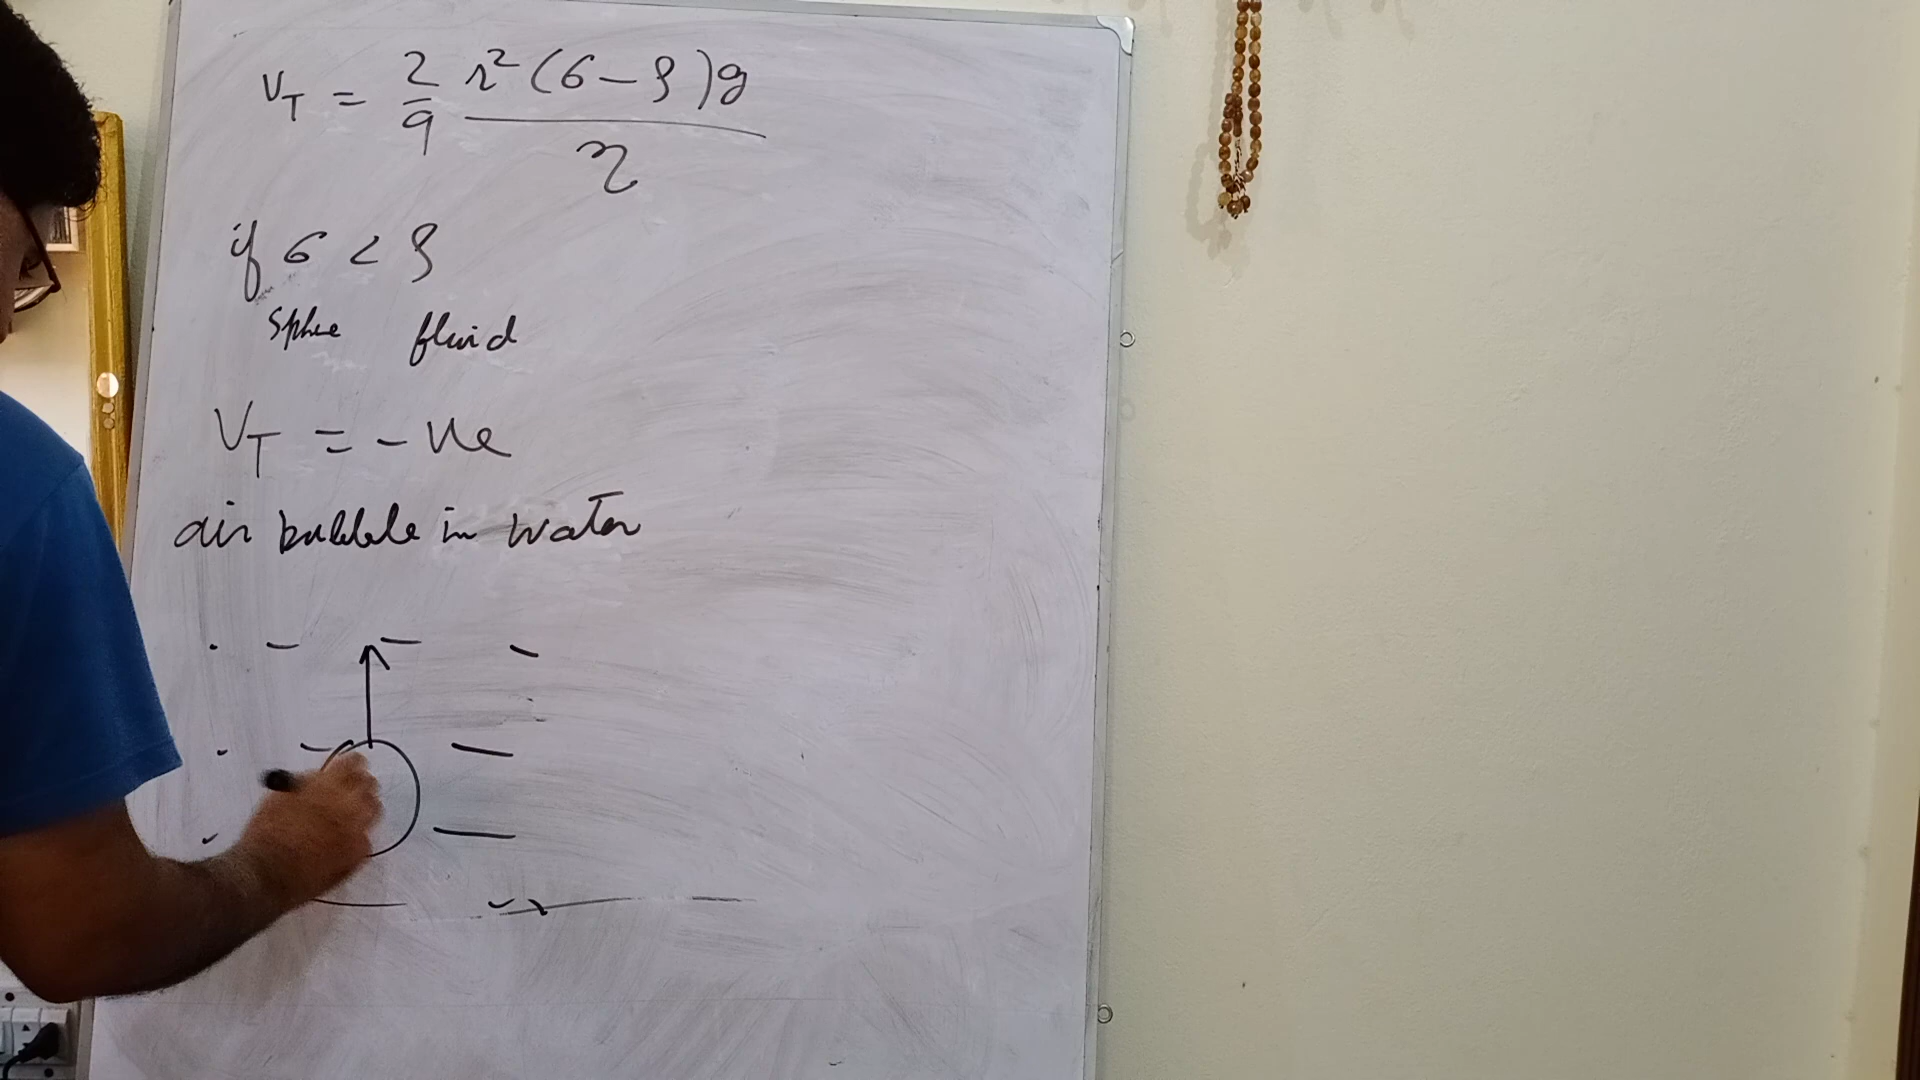 v_T = 2/9 r²(σ - ρ)g / η
if σ < ρ
sphere fluid
V_T = -ve
air bubble in water